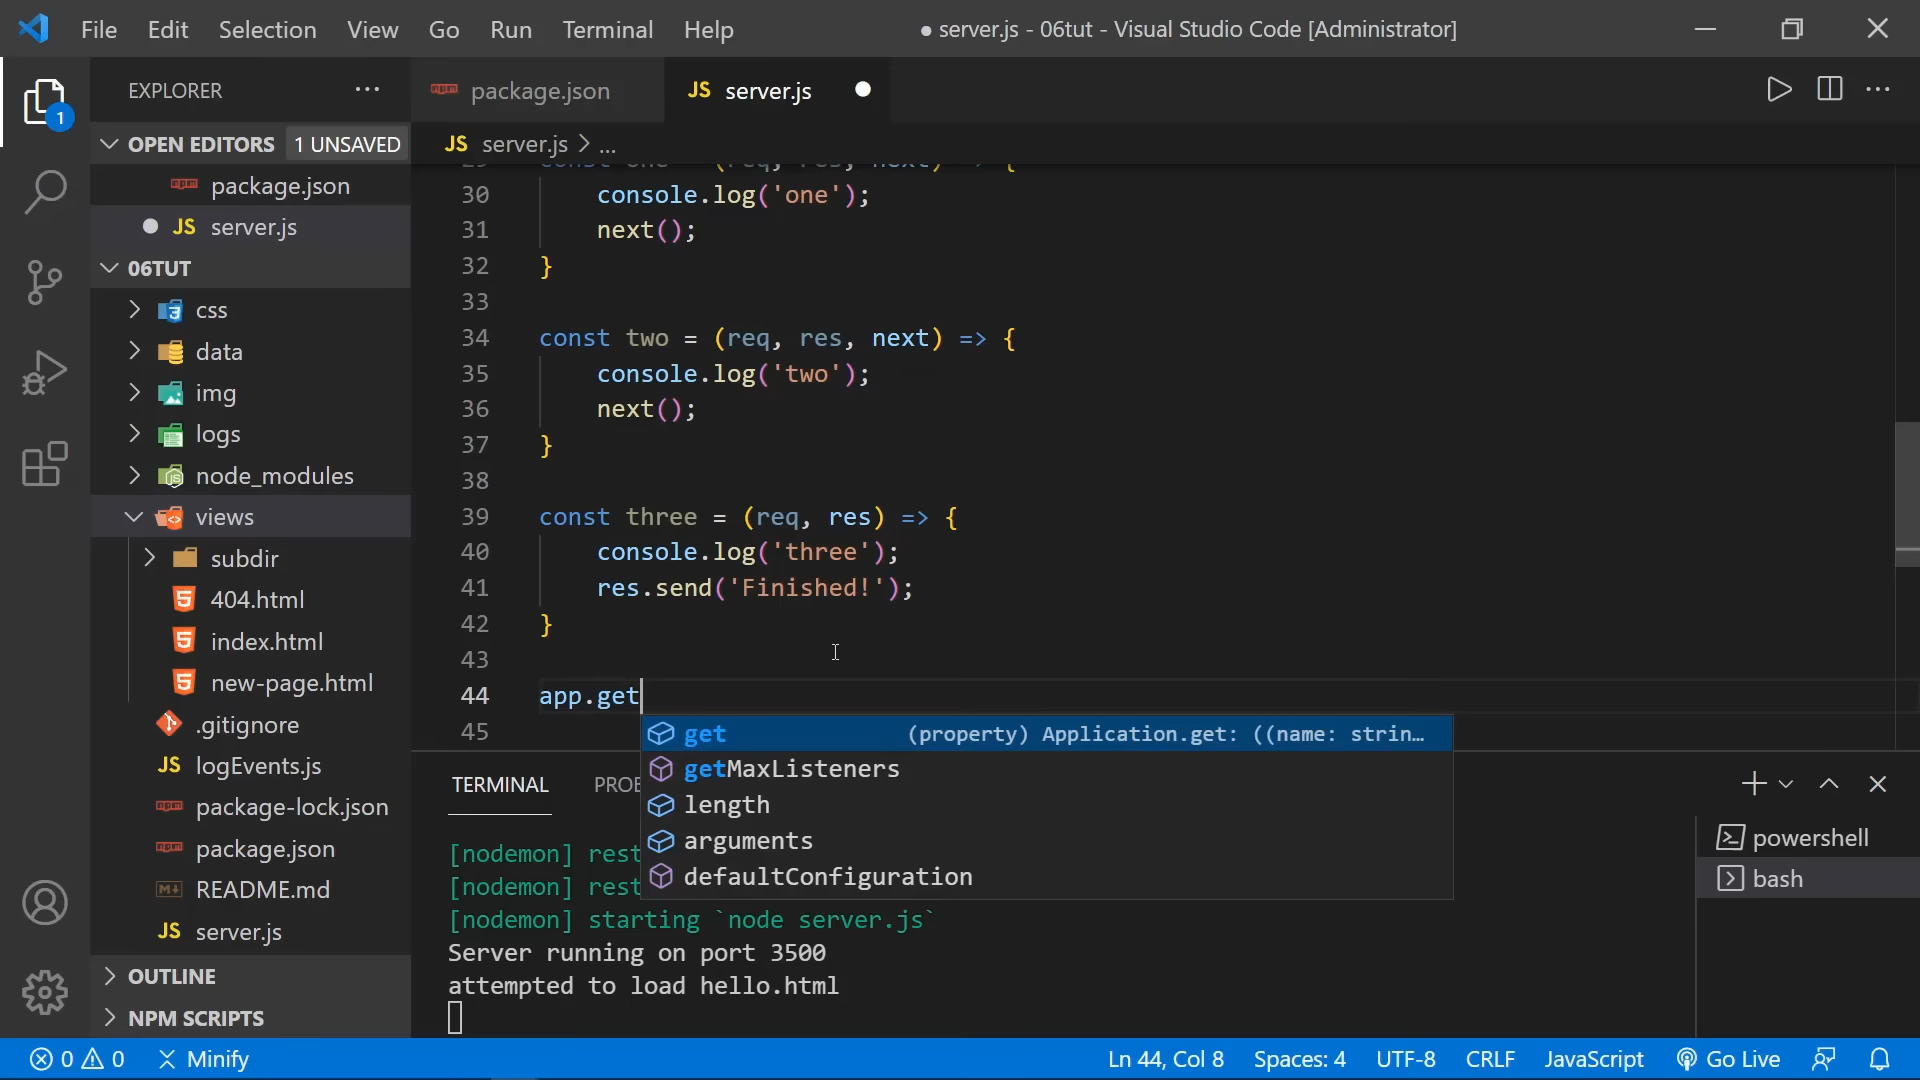 File Edit Selection View Go Run Terminal Help
● server.js - 06tut - Visual Studio Code [Administrator]
EXPLORER ...
package.json
JS server.js
OPEN EDITORS 1 UNSAVED
package.json
JS server.js
06TUT
css
data
img
logs
node_modules
views
subdir
404.html
index.html
new-page.html
.gitignore
JS logEvents.js
package-lock.json
package.json
README.md
JS server.js
OUTLINE
NPM SCRIPTS
JS server.js > ...
29 const one = (req, res, next) => {
30 console.log('one');
31 next();
32 }
33
34 const two = (req, res, next) => {
35 console.log('two');
36 next();
37 }
38
39 const three = (req, res) => {
40 console.log('three');
41 res.send('Finished!');
42 }
43
44 app.get
45
get (property) Application.get: ((name: strin…
getMaxListeners
length
arguments
defaultConfiguration
TERMINAL PROB
[nodemon] rest
[nodemon] rest
[nodemon] starting `node server.js`
Server running on port 3500
attempted to load hello.html
powershell
bash
1
0 0 Minify
Ln 44, Col 8 Spaces: 4 UTF-8 CRLF JavaScript Go Live